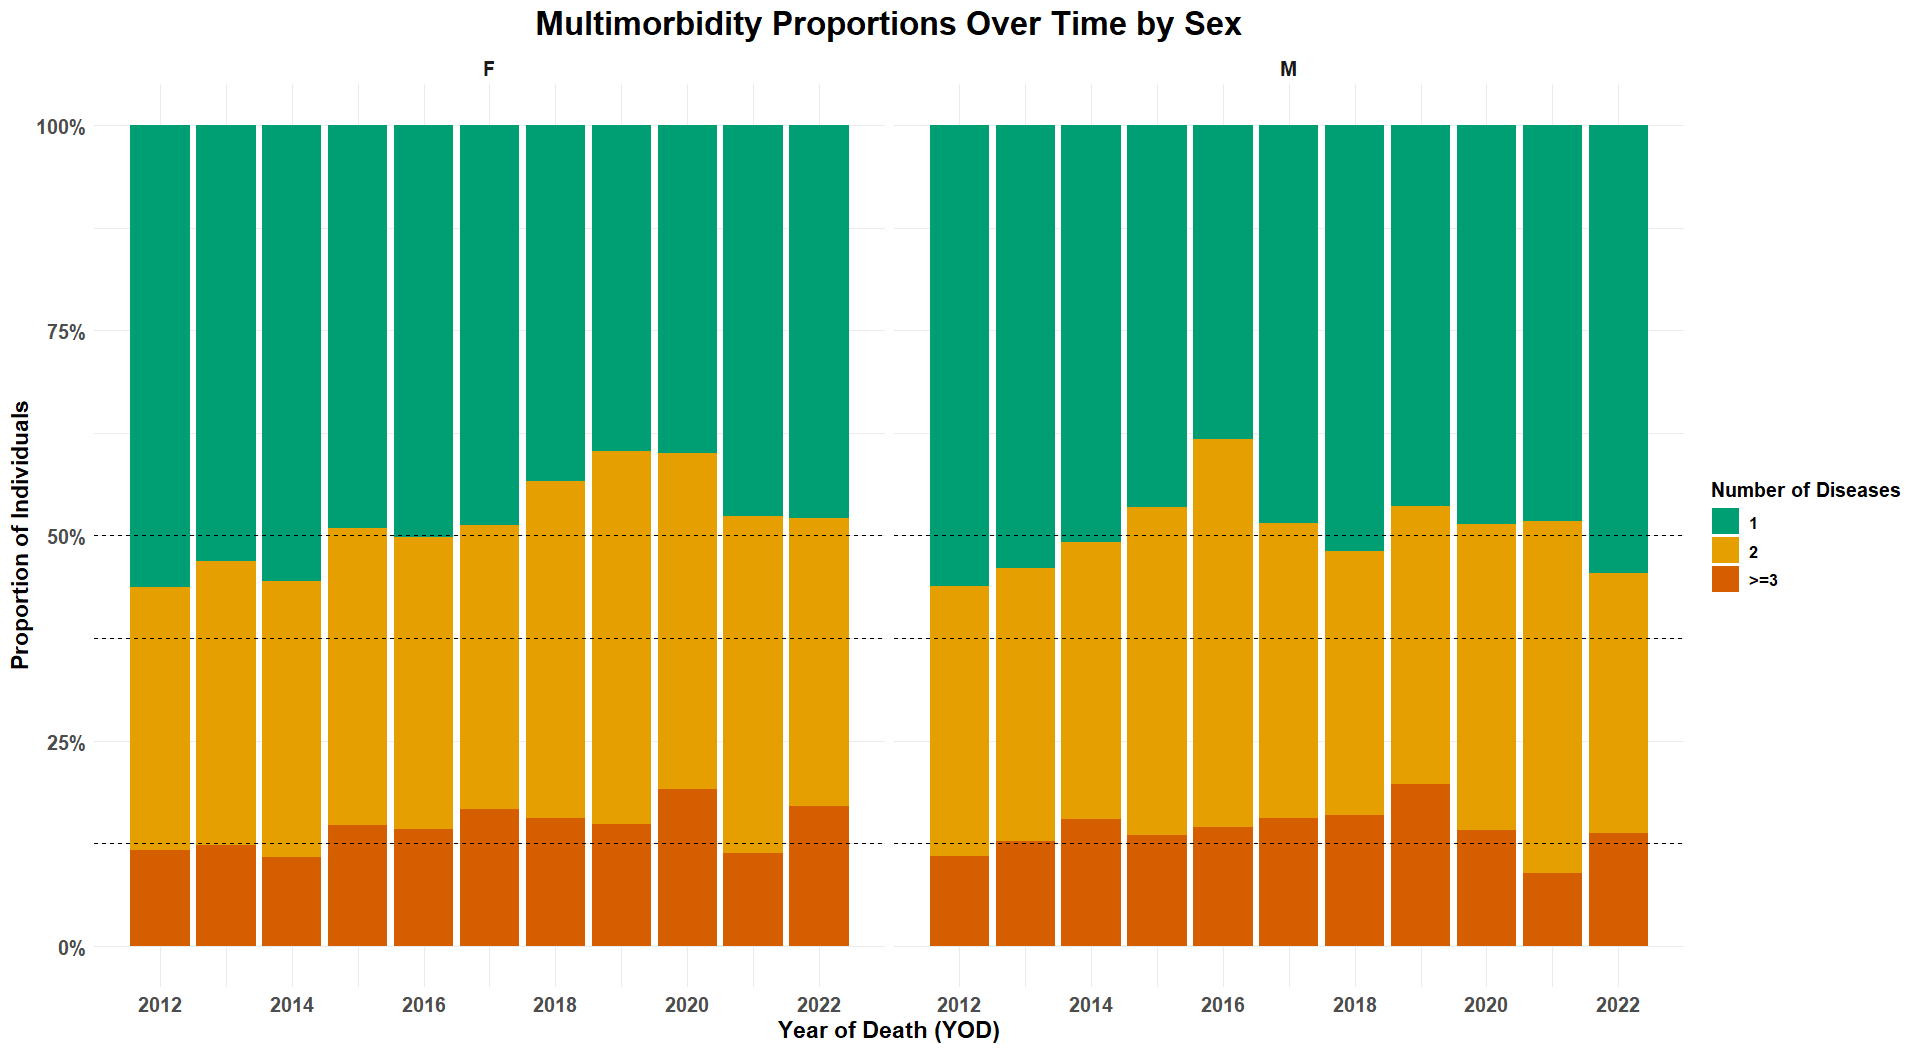 Multimorbidity Proportions Over Time by Sex
F
M
100%
75%
50%
25%
0%
Proportion of Individuals
2012 2014 2016 2018 2020 2022
2012 2014 2016 2018 2020 2022
Year of Death (YOD)
Number of Diseases
1
2
>=3